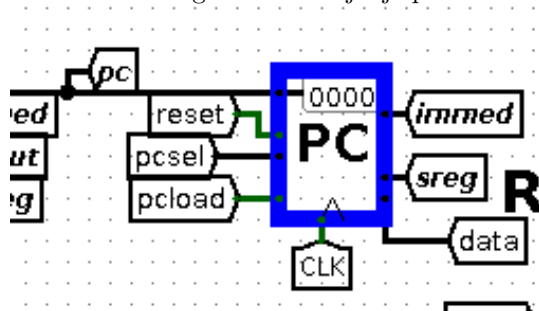 pc
ed
reset
0000
immed
PC
ut
pcsel
sreg
R
eg
pcload
data
CLK